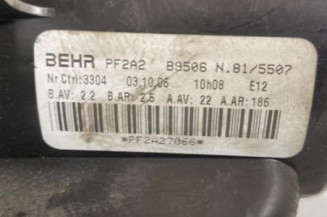 BEHR PF2A2 B9506 N.81/5507
Nr Ctrl:3304 03.10.06 10h08 E12
B.AV: 2.2 B.AR: 2.5 A.AV: 22 A.AR: 186
*PF2A27066*